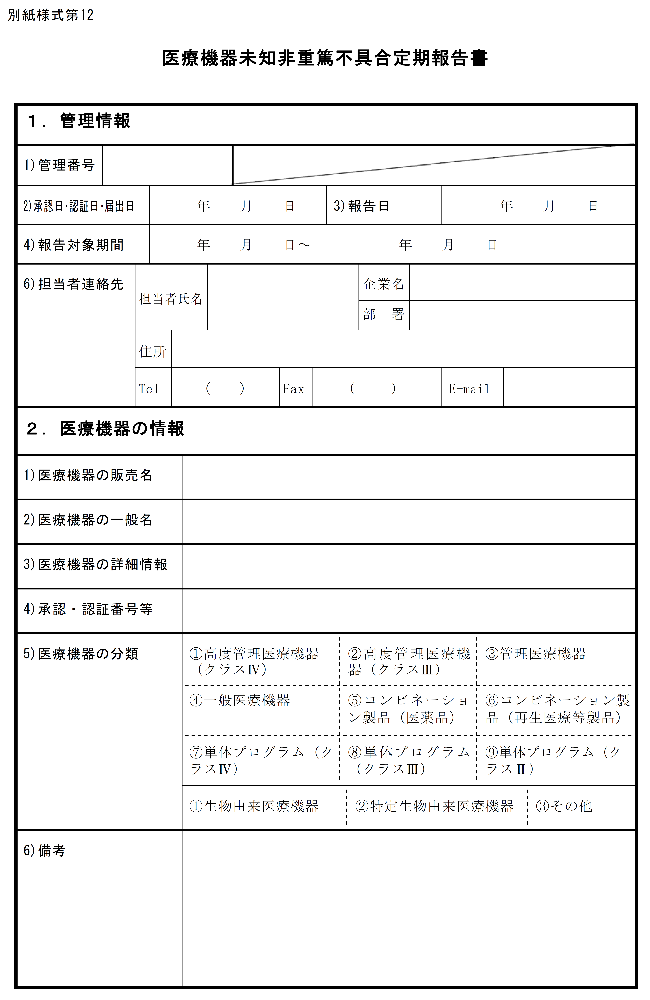 別紙様式第12
医療機器未知非重篤不具合定期報告書
１．管理情報
1)管理番号
2)承認日･認証日･届出日 年 月 日 3)報告日 年 月 日
4)報告対象期間 年 月 日～ 年 月 日
6)担当者連絡先 担当者氏名 企業名
部 署
住所
Tel （ ） Fax （ ） E-mail
２．医療機器の情報
1)医療機器の販売名
2)医療機器の一般名
3)医療機器の詳細情報
4)承認・認証番号等
5)医療機器の分類
①高度管理医療機器
（クラスⅣ）
②高度管理医療機
器（クラスⅢ）
③管理医療機器
④一般医療機器
⑤コンビネーショ
ン製品（医薬品）
⑥コンビネーション製
品（再生医療等製品）
⑦単体プログラム（ク
ラスⅣ）
⑧単体プログラム
（クラスⅢ）
⑨単体プログラム（ク
ラスⅡ）
①生物由来医療機器 ②特定生物由来医療機器 ③その他
6)備考